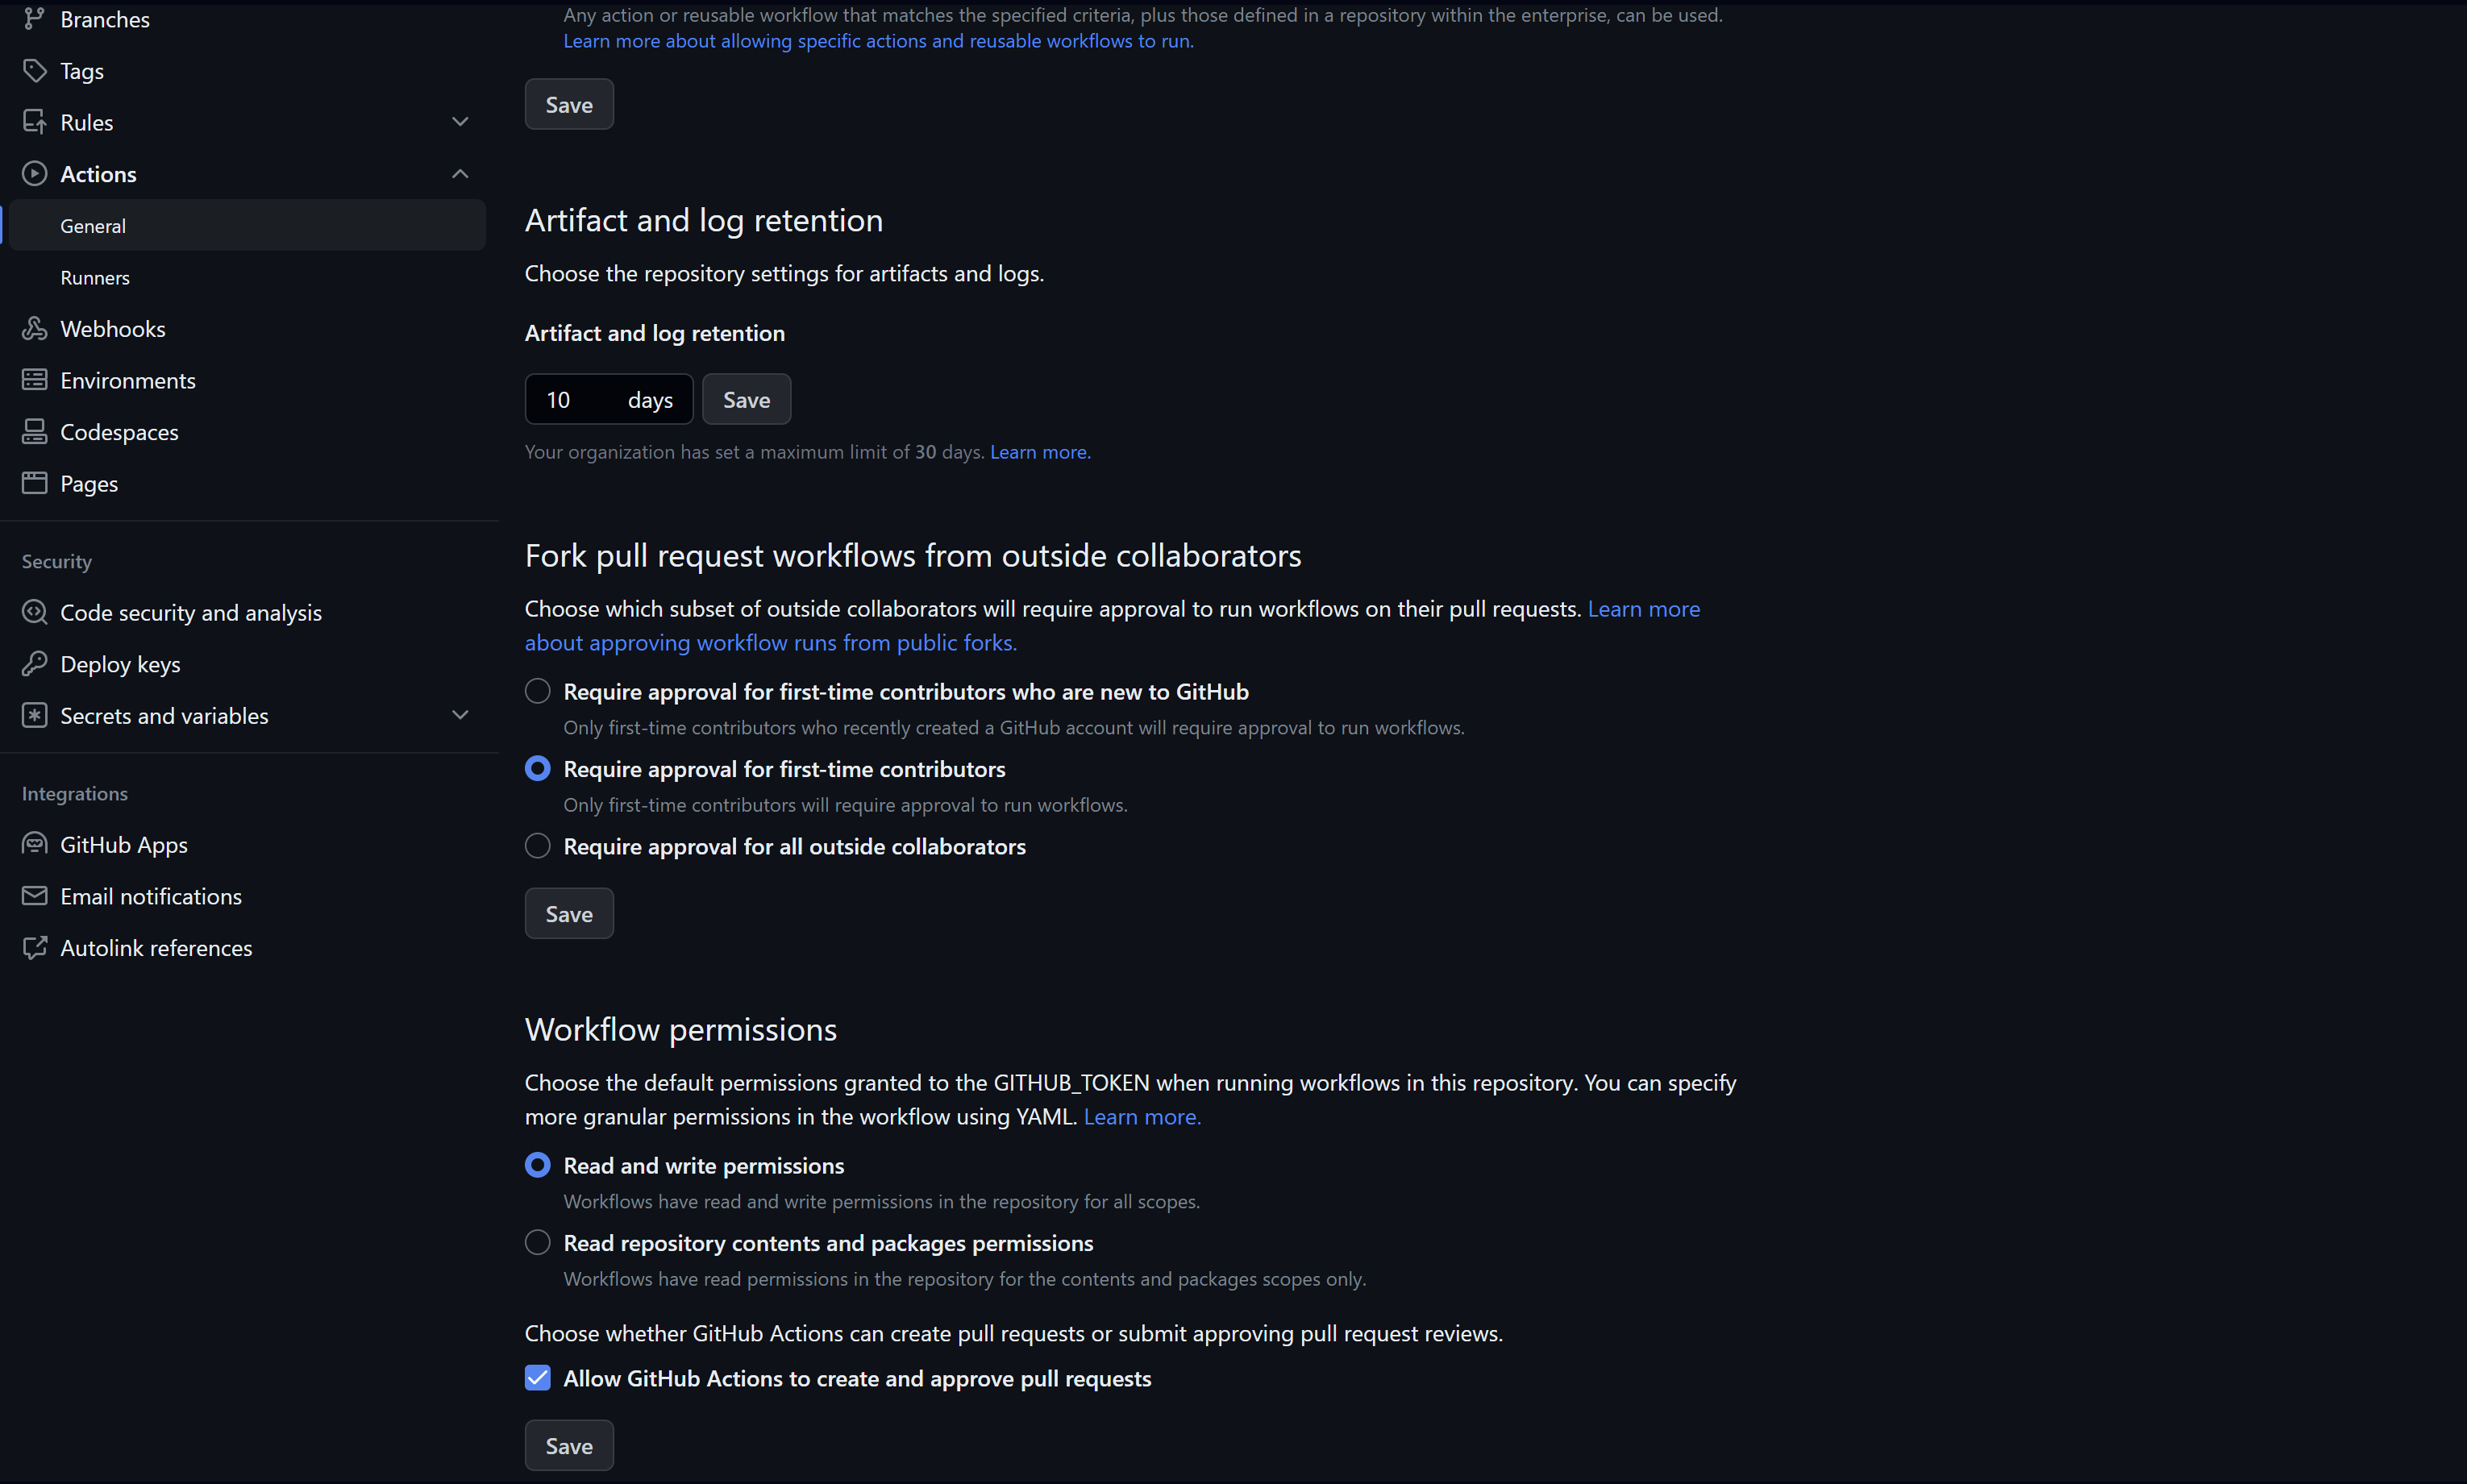 Branches
Tags
Rules
Actions
General
Runners
Webhooks
Environments
Codespaces
Pages
Security
Code security and analysis
Deploy keys
Secrets and variables
Integrations
GitHub Apps
Email notifications
Autolink references
Any action or reusable workflow that matches the specified criteria, plus those defined in a repository within the enterprise, can be used.
Learn more about allowing specific actions and reusable workflows to run.
Save
Artifact and log retention
Choose the repository settings for artifacts and logs.
Artifact and log retention
10 days Save
Your organization has set a maximum limit of 30 days. Learn more.
Fork pull request workflows from outside collaborators
Choose which subset of outside collaborators will require approval to run workflows on their pull requests. Learn more
about approving workflow runs from public forks.
Require approval for first-time contributors who are new to GitHub
Only first-time contributors who recently created a GitHub account will require approval to run workflows.
Require approval for first-time contributors
Only first-time contributors will require approval to run workflows.
Require approval for all outside collaborators
Save
Workflow permissions
Choose the default permissions granted to the GITHUB_TOKEN when running workflows in this repository. You can specify
more granular permissions in the workflow using YAML. Learn more.
Read and write permissions
Workflows have read and write permissions in the repository for all scopes.
Read repository contents and packages permissions
Workflows have read permissions in the repository for the contents and packages scopes only.
Choose whether GitHub Actions can create pull requests or submit approving pull request reviews.
Allow GitHub Actions to create and approve pull requests
Save